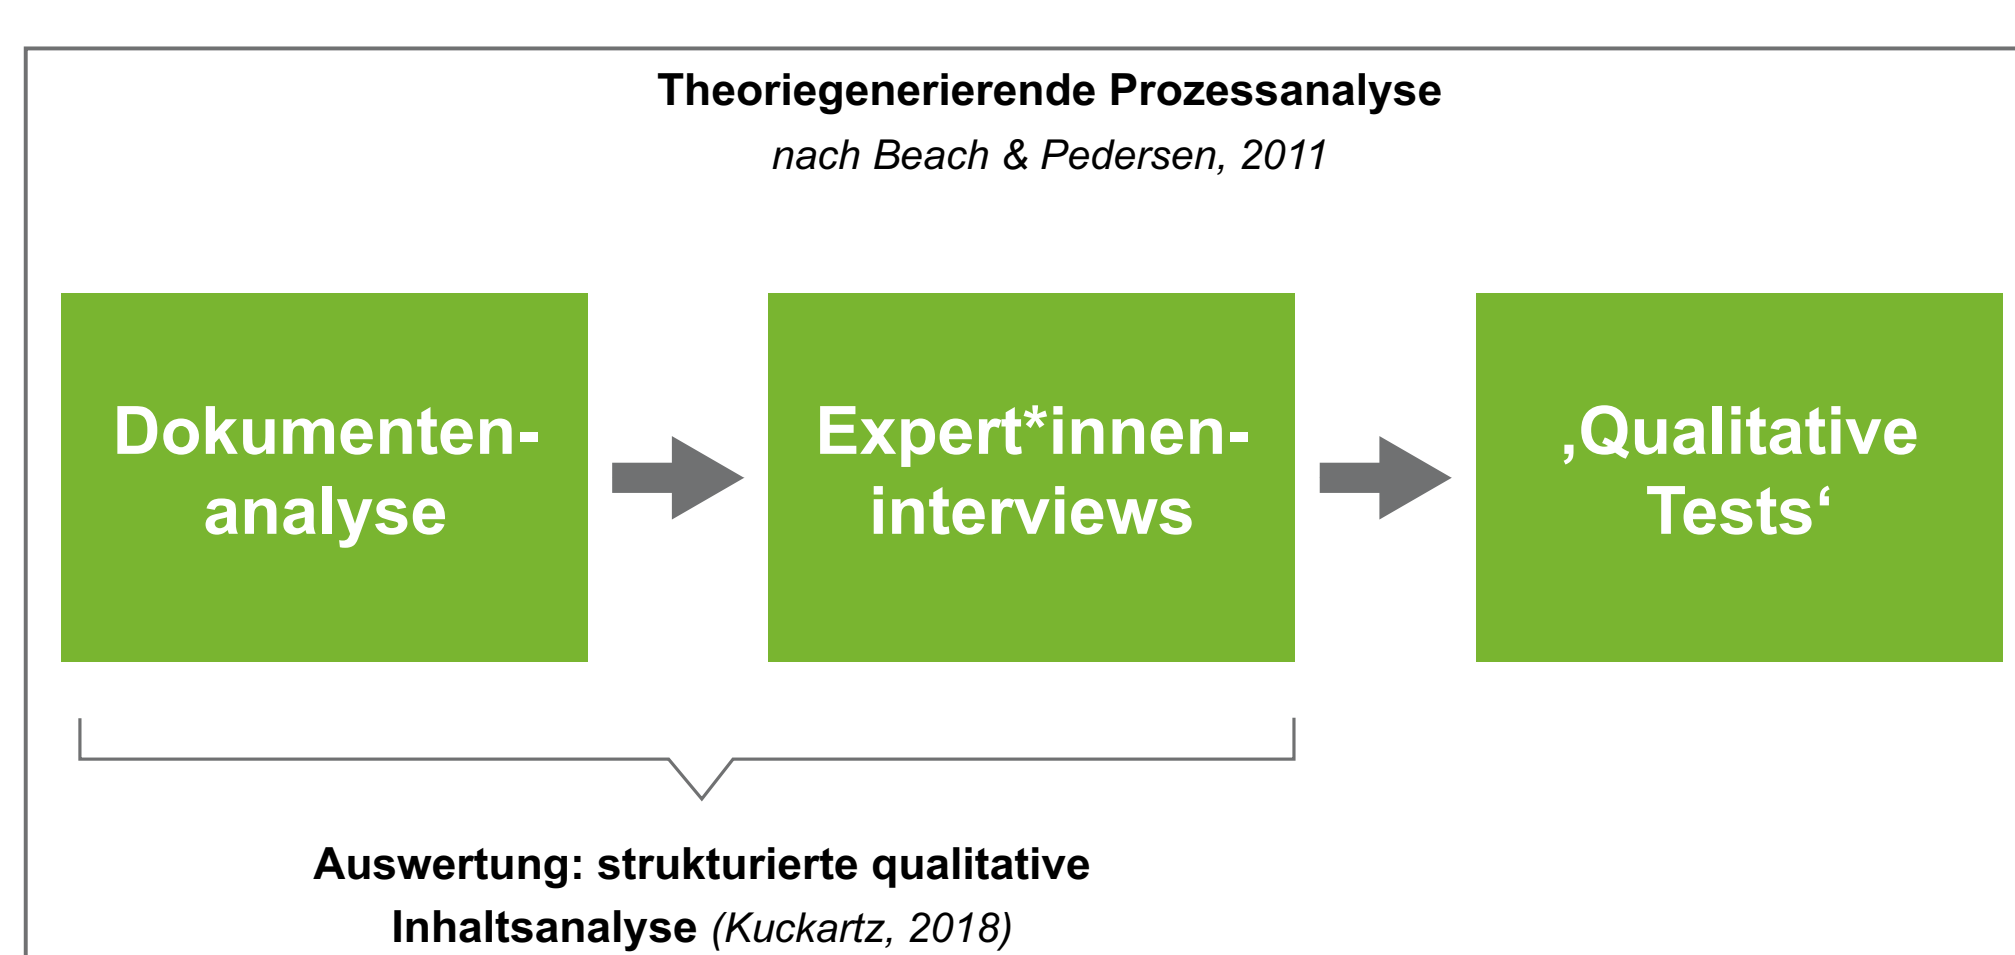 Theoriegenerierende Prozessanalyse
nach Beach & Pedersen, 2011
Dokumenten-
analyse
Expert*innen-
interviews
‚Qualitative
Tests‘
Auswertung: strukturierte qualitative
Inhaltsanalyse (Kuckartz, 2018)